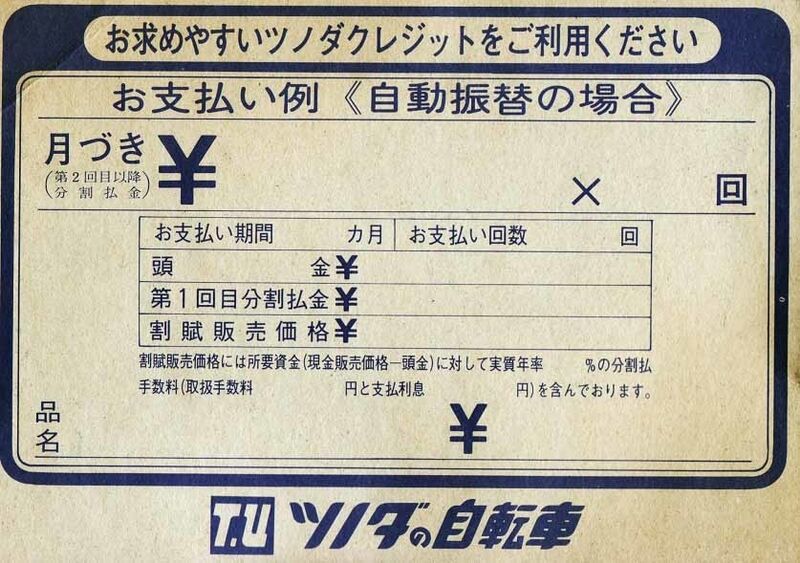 お求めやすいツノダクレジットをご利用ください
お支払い例《自動振替の場合》
月づき ¥ × 回
(第2回目以降
分割払金)
お支払い期間 カ月 お支払い回数 回
頭金 ¥
第1回目分割払金 ¥
割賦販売価格 ¥
割賦販売価格には所要資金(現金販売価格―頭金)に対して実質年率 %の分割払
手数料(取扱手数料 円と支払利息 円)を含んでおります。
品名 ¥
T.U ツノダの自転車